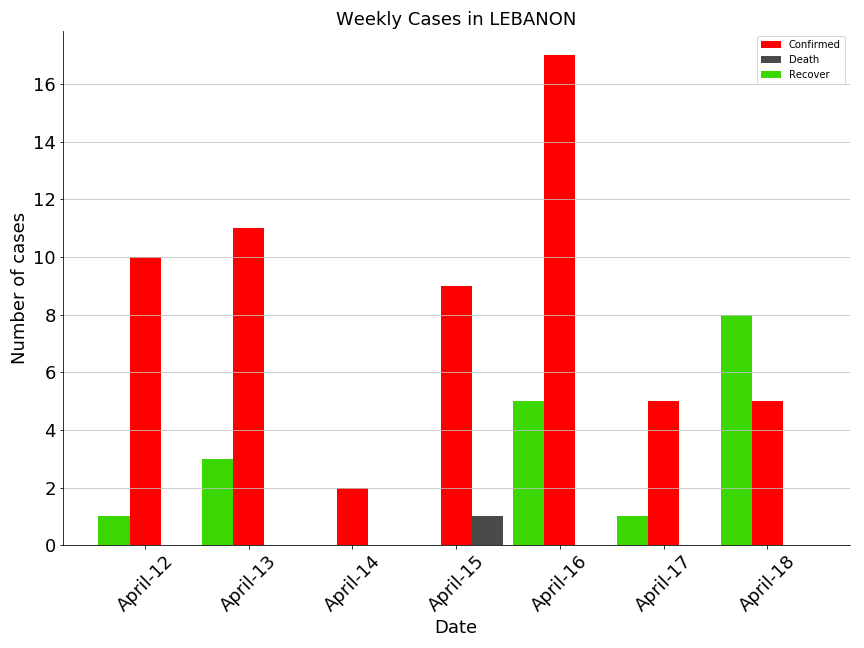 Weekly Cases in LEBANON
Confirmed
Death
Recover
Number of cases
16
14
12
10
8
6
4
2
0
April-12
April-13
April-14
April-15
April-16
April-17
April-18
Date